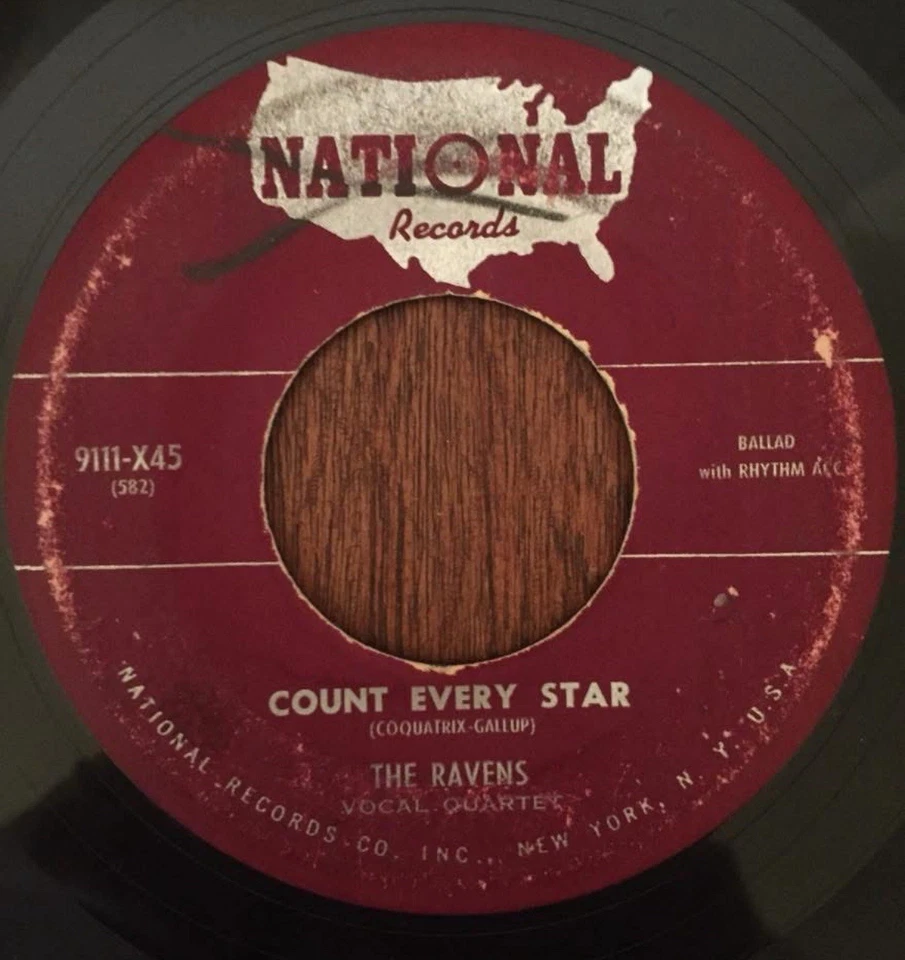 NATIONAL
Records
9111-X45
(582)
BALLAD
with RHYTHM ACC.
COUNT EVERY STAR
(COQUATRIX-GALLUP)
THE RAVENS
VOCAL QUARTET
NATIONAL RECORDS CO. INC., NEW YORK, N. Y. U.S.A.